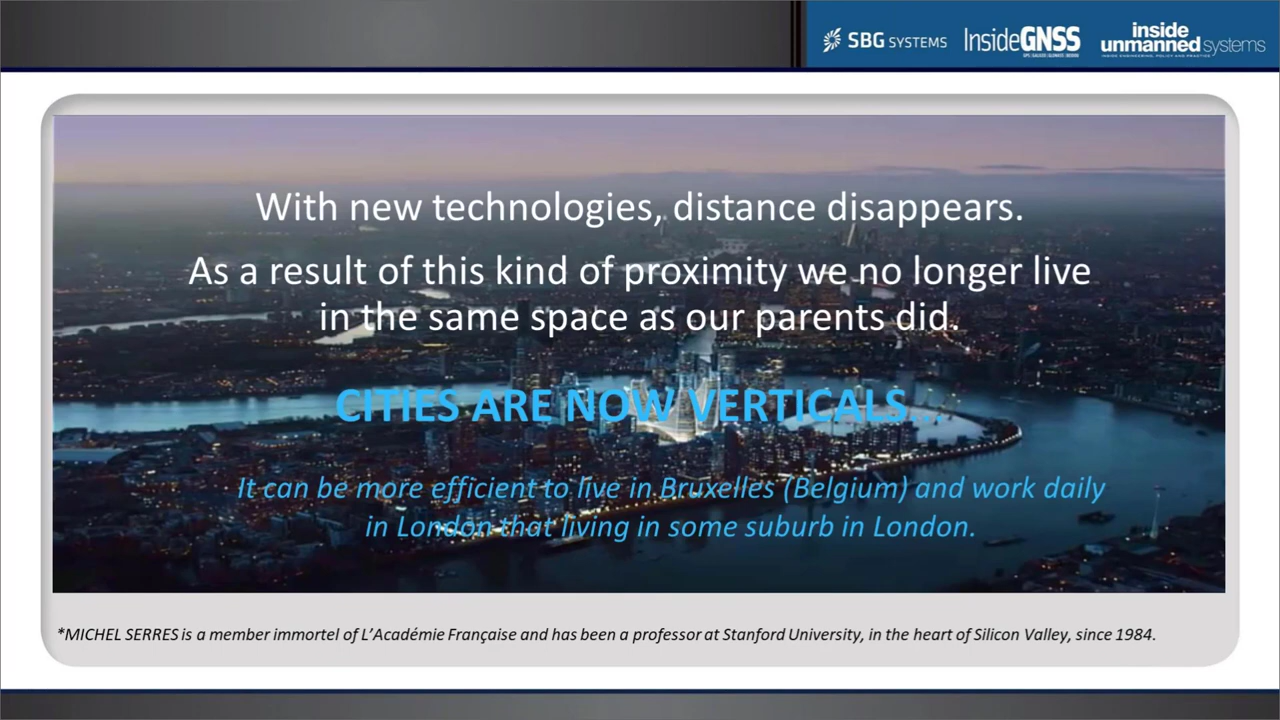 SBG SYSTEMS
InsideGNSS
inside
unmanned systems
With new technologies, distance disappears.
As a result of this kind of proximity we no longer live
in the same space as our parents did.
CITIES ARE NOW VERTICALS...
It can be more efficient to live in Bruxelles (Belgium) and work daily
in London that living in some suburb in London.
*MICHEL SERRES is a member immortel of L’Académie Française and has been a professor at Stanford University, in the heart of Silicon Valley, since 1984.